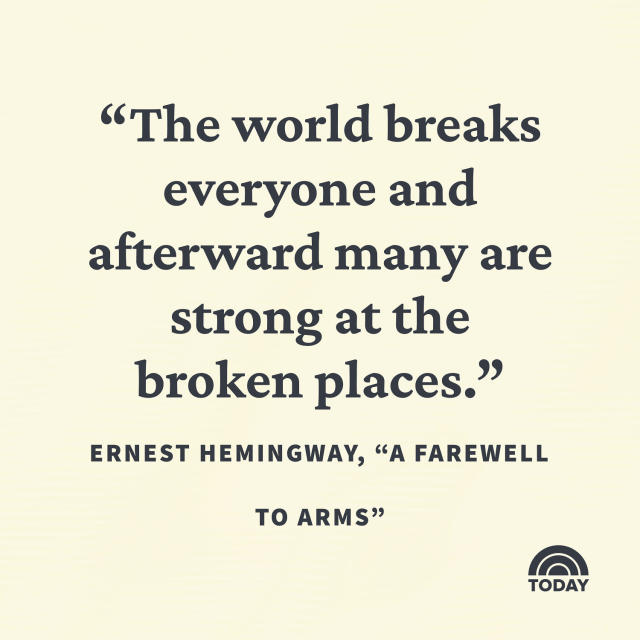 “The world breaks
everyone and
afterward many are
strong at the
broken places.”
ERNEST HEMINGWAY, “A FAREWELL
TO ARMS”
TODAY